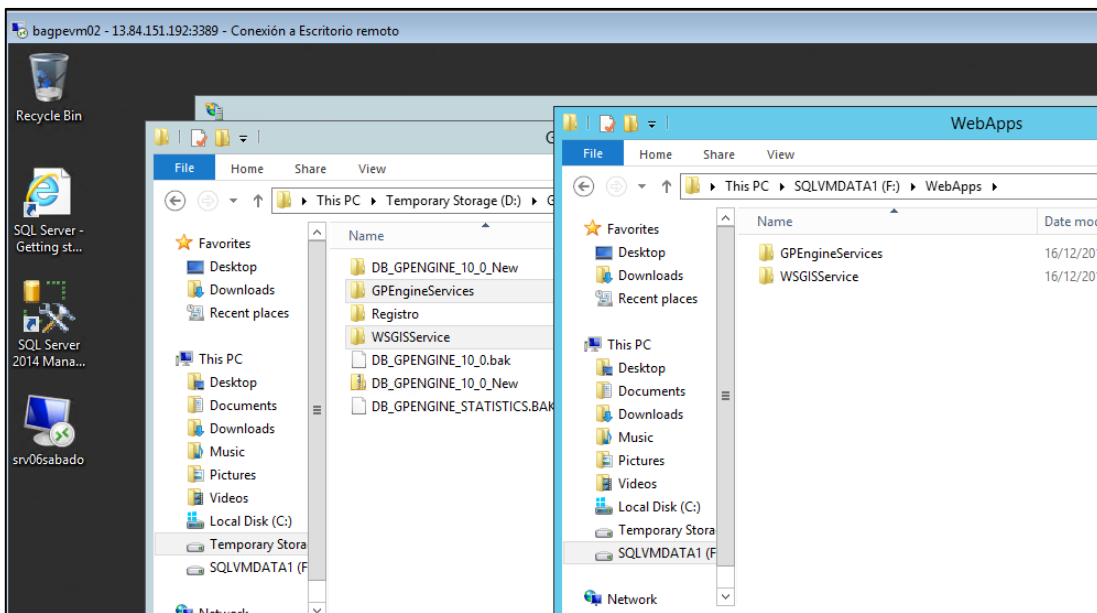 bagpevm02 - 13.84.151.192:3389 - Conexión a Escritorio remoto
Recycle Bin
SQL Server -
Getting st...
SQL Server
2014 Mana...
srv06sabado
G
File Home Share View
This PC Temporary Storage (D:) G
Favorites
Desktop
Downloads
Recent places
This PC
Desktop
Documents
Downloads
Music
Pictures
Videos
Local Disk (C:)
Temporary Stora
SQLVMDATA1 (F
Network
Name
DB_GPENGINE_10_0_New
GPEngineServices
Registro
WSGISService
DB_GPENGINE_10_0.bak
DB_GPENGINE_10_0_New
DB_GPENGINE_STATISTICS.BAK
WebApps
File Home Share View
This PC SQLVMDATA1 (F:) WebApps
Favorites
Desktop
Downloads
Recent places
This PC
Desktop
Documents
Downloads
Music
Pictures
Videos
Local Disk (C:)
Temporary Stora
SQLVMDATA1 (F
Network
Name Date mod
GPEngineServices 16/12/20
WSGISService 16/12/20